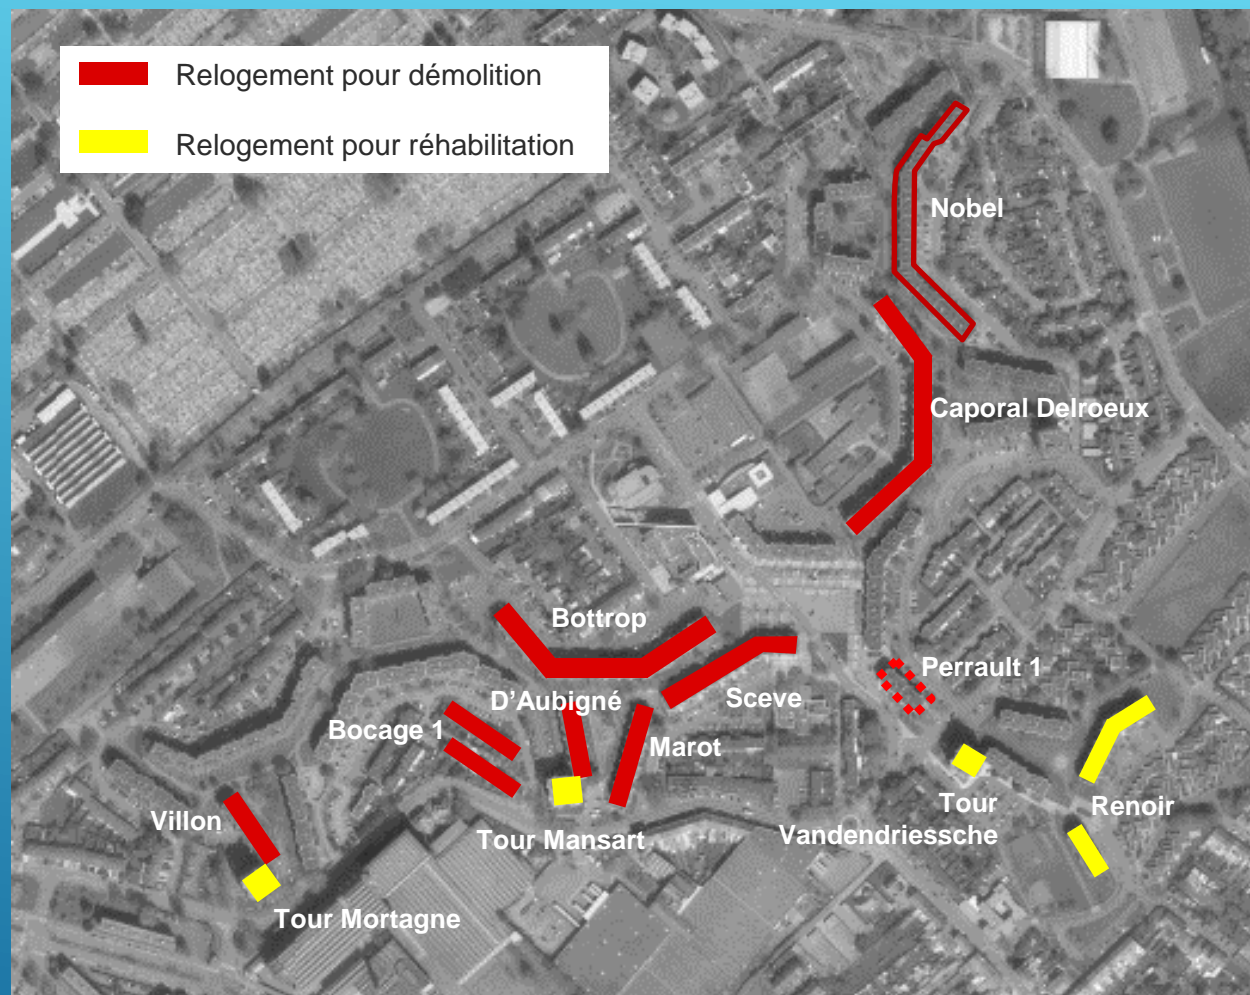 Relogement pour démolition
Relogement pour réhabilitation
Nobel
Caporal Delroeux
Bottrop
Perrault 1
D'Aubigné
Sceve
Bocage 1
Marot
Villon
Tour
Vandendriessche
Renoir
Tour Mansart
Tour Mortagne